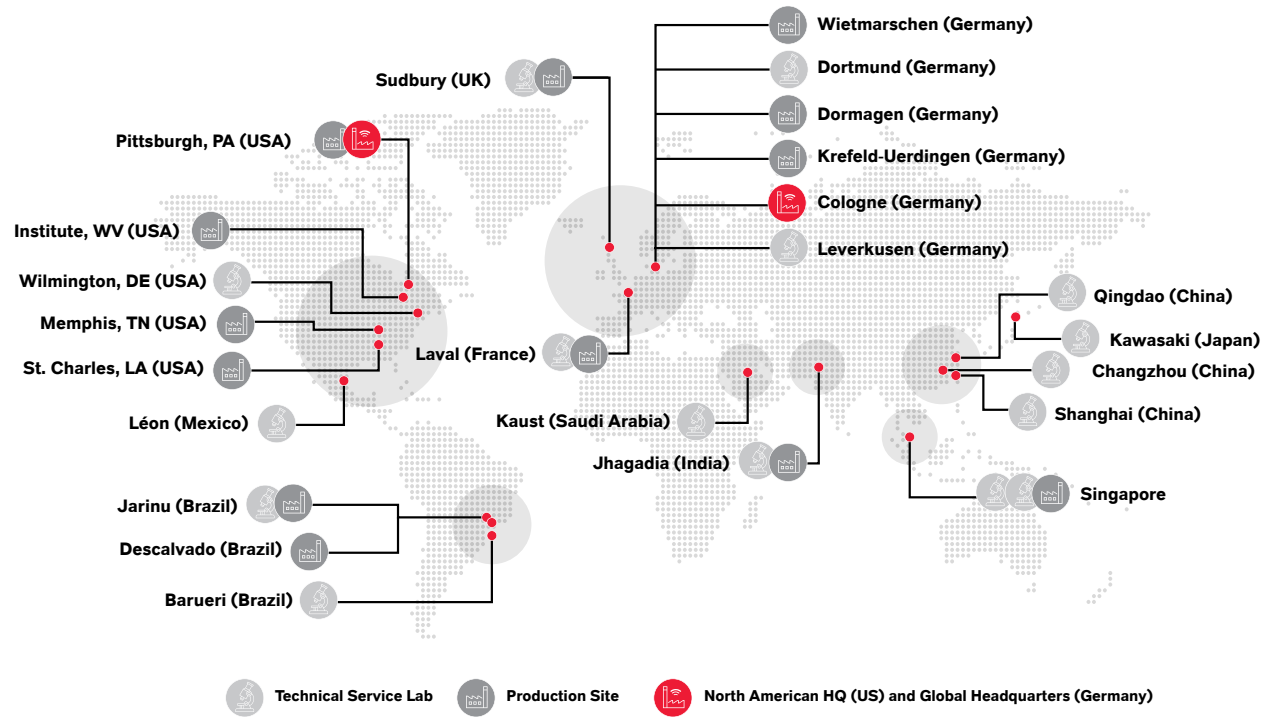 Wietmarschen (Germany)
Dortmund (Germany)
Sudbury (UK)
Dormagen (Germany)
Pittsburgh, PA (USA)
Krefeld-Uerdingen (Germany)
Cologne (Germany)
Institute, WV (USA)
Leverkusen (Germany)
Wilmington, DE (USA)
Qingdao (China)
Memphis, TN (USA)
Kawasaki (Japan)
Laval (France)
St. Charles, LA (USA)
Changzhou (China)
Shanghai (China)
Léon (Mexico)
Kaust (Saudi Arabia)
Jhagadia (India)
Singapore
Jarinu (Brazil)
Descalvado (Brazil)
Barueri (Brazil)
Technical Service Lab
Production Site
North American HQ (US) and Global Headquarters (Germany)